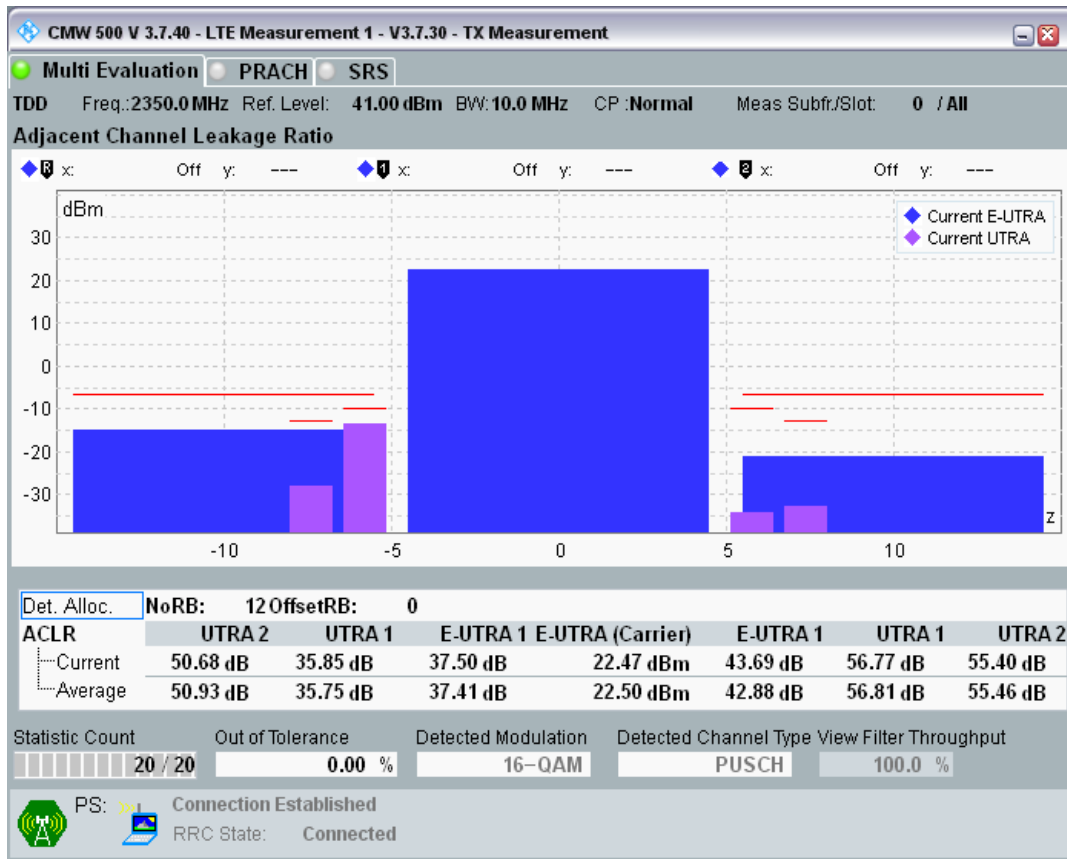 CMW 500 V 3.7.40 - LTE Measurement 1 - V3.7.30 - TX Measurement
Multi Evaluation PRACH SRS
TDD Freq.:2350.0 MHz Ref. Level: 41.00 dBm BW:10.0 MHz CP :Normal Meas Subfr./Slot: 0 / All
Adjacent Channel Leakage Ratio
R x: Off y: --- 1 x: Off y: --- 2 x: Off y: ---
dBm
Current E-UTRA
Current UTRA
30
20
10
0
-10
-20
-30
z
-10 -5 0 5 10
Det. Alloc. NoRB: 12 OffsetRB: 0
ACLR UTRA 2 UTRA 1 E-UTRA 1 E-UTRA (Carrier) E-UTRA 1 UTRA 1 UTRA 2
Current 50.68 dB 35.85 dB 37.50 dB 22.47 dBm 43.69 dB 56.77 dB 55.40 dB
Average 50.93 dB 35.75 dB 37.41 dB 22.50 dBm 42.88 dB 56.81 dB 55.46 dB
Statistic Count Out of Tolerance Detected Modulation Detected Channel Type View Filter Throughput
20 / 20 0.00 % 16-QAM PUSCH 100.0 %
PS: Connection Established
RRC State: Connected